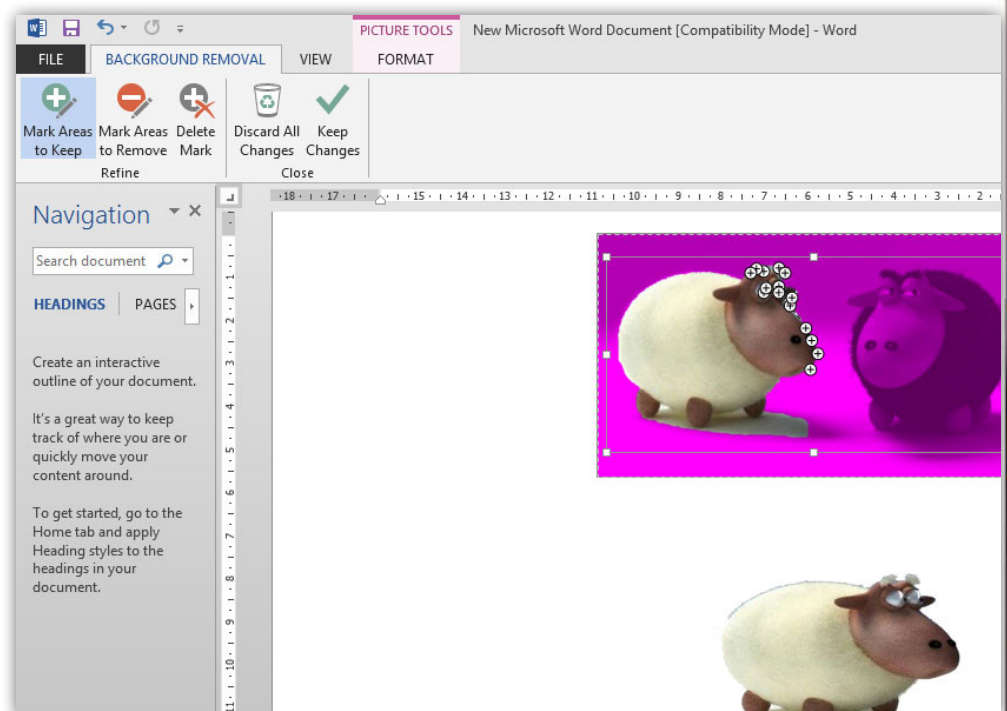 PICTURE TOOLS
New Microsoft Word Document [Compatibility Mode] - Word
FILE
BACKGROUND REMOVAL
VIEW
FORMAT
Mark Areas to Keep
Mark Areas to Remove
Delete Mark
Discard All Changes
Keep Changes
Refine
Close
·18· ı ·17· ı · ı ·15· ı ·14· ı ·13· ı ·12· ı ·11· ı ·10· ı ·9· ı ·8· ı ·7· ı ·6· ı ·5· ı ·4· ı ·3· ı ·2·
Navigation
Search document
HEADINGS
PAGES
Create an interactive
outline of your document.
It's a great way to keep
track of where you are or
quickly move your
content around.
To get started, go to the
Home tab and apply
Heading styles to the
headings in your
document.
1
2
3
4
5
6
7
8
9
10
11